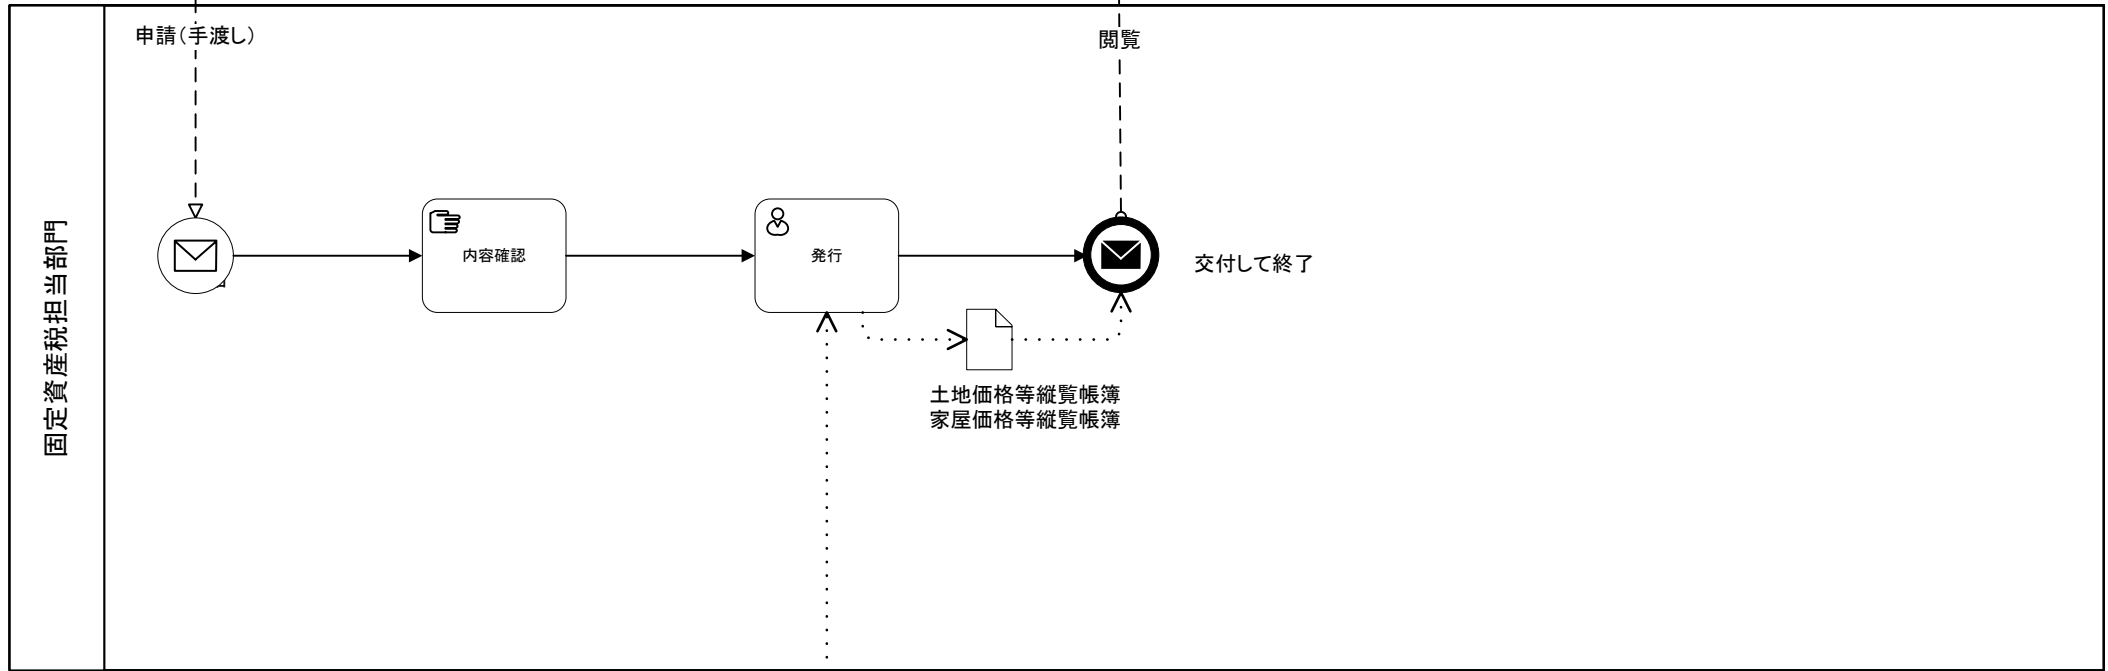 申請(手渡し)
閲覧
固定資産税担当部門
内容確認
発行
交付して終了
土地価格等縦覧帳簿
家屋価格等縦覧帳簿